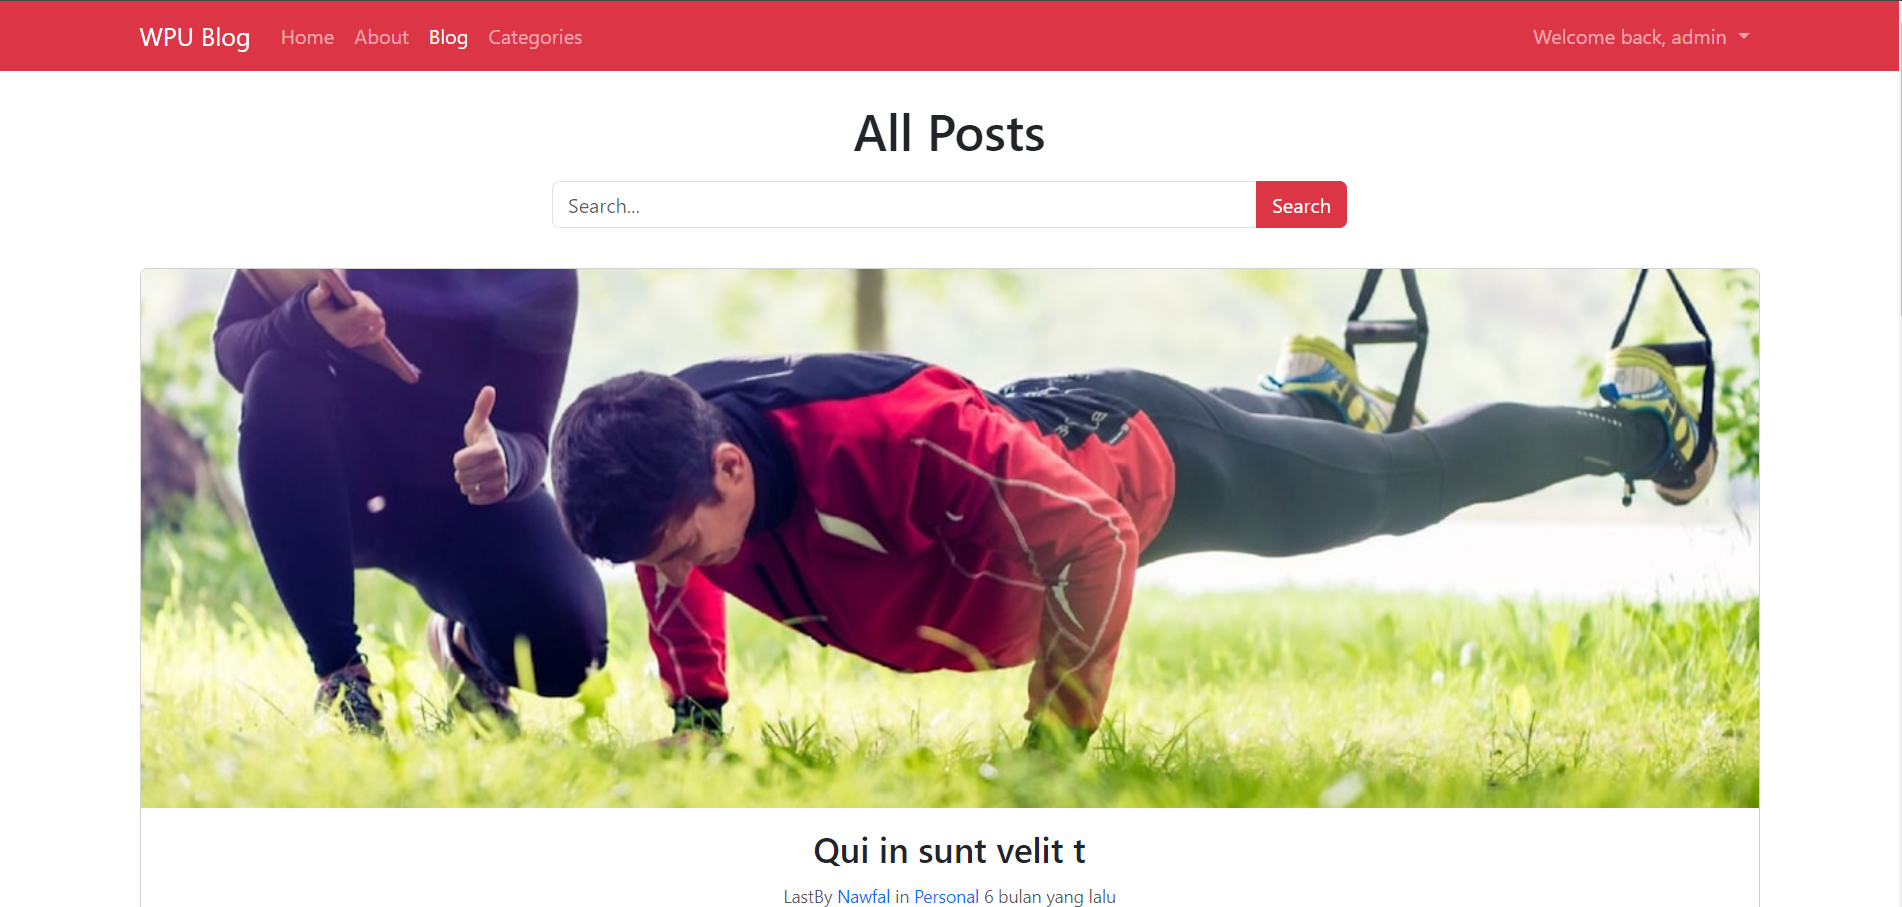 WPU Blog Home About Blog Categories Welcome back, admin
All Posts
Search... Search
Qui in sunt velit t
LastBy Nawfal in Personal 6 bulan yang lalu